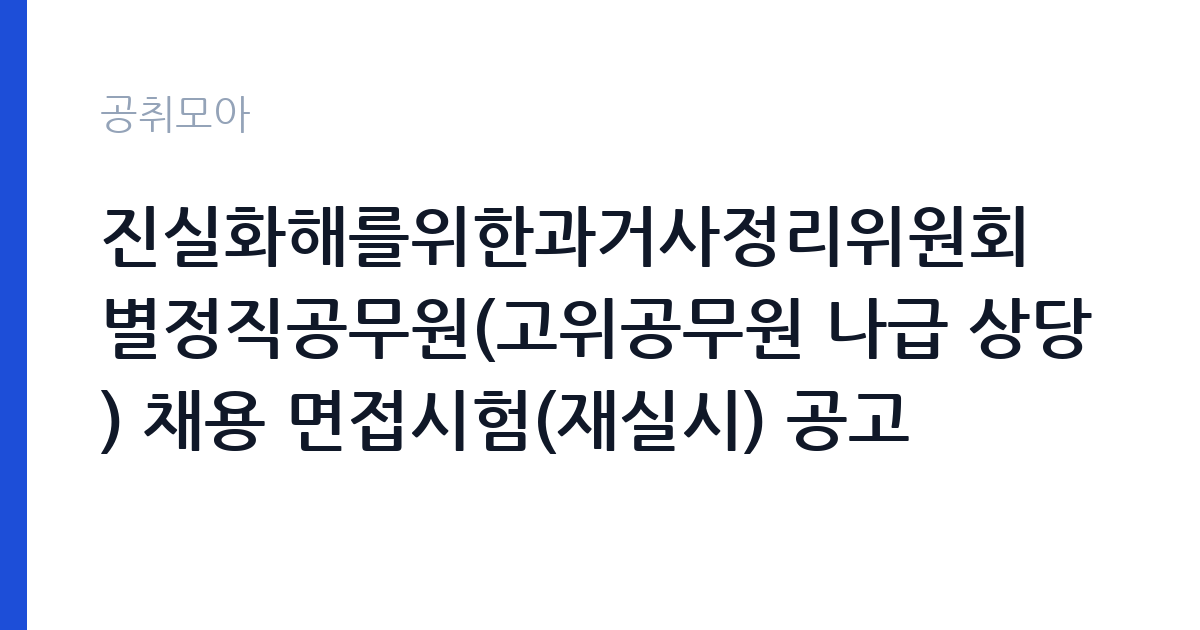 공취모아
진실화해를위한과거사정리위원회
별정직공무원(고위공무원 나급 상당
) 채용 면접시험(재실시) 공고